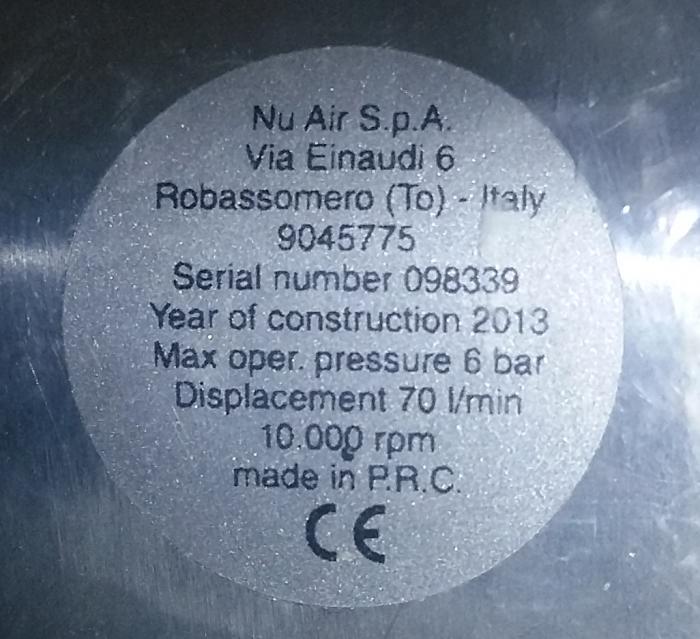 Nu Air S.p.A.
Via Einaudi 6
Robassomero (To) - Italy
9045775
Serial number 098339
Year of construction 2013
Max oper. pressure 6 bar
Displacement 70 l/min
10.000 rpm
made in P.R.C.
CE